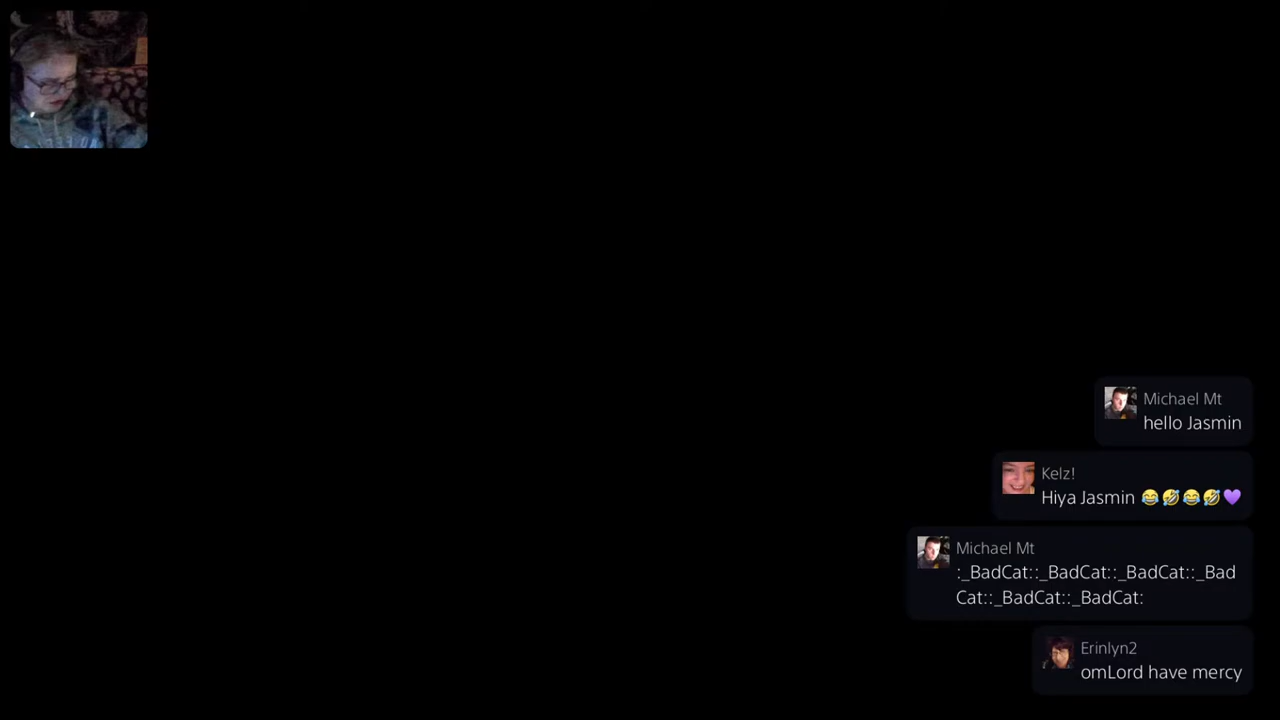 Michael Mt
hello Jasmin
Kelz!
Hiya Jasmin 😂🤣😂🤣💜
Michael Mt
:_BadCat::_BadCat::_BadCat::_Bad
Cat::_BadCat::_BadCat:
Erinlyn2
omLord have mercy